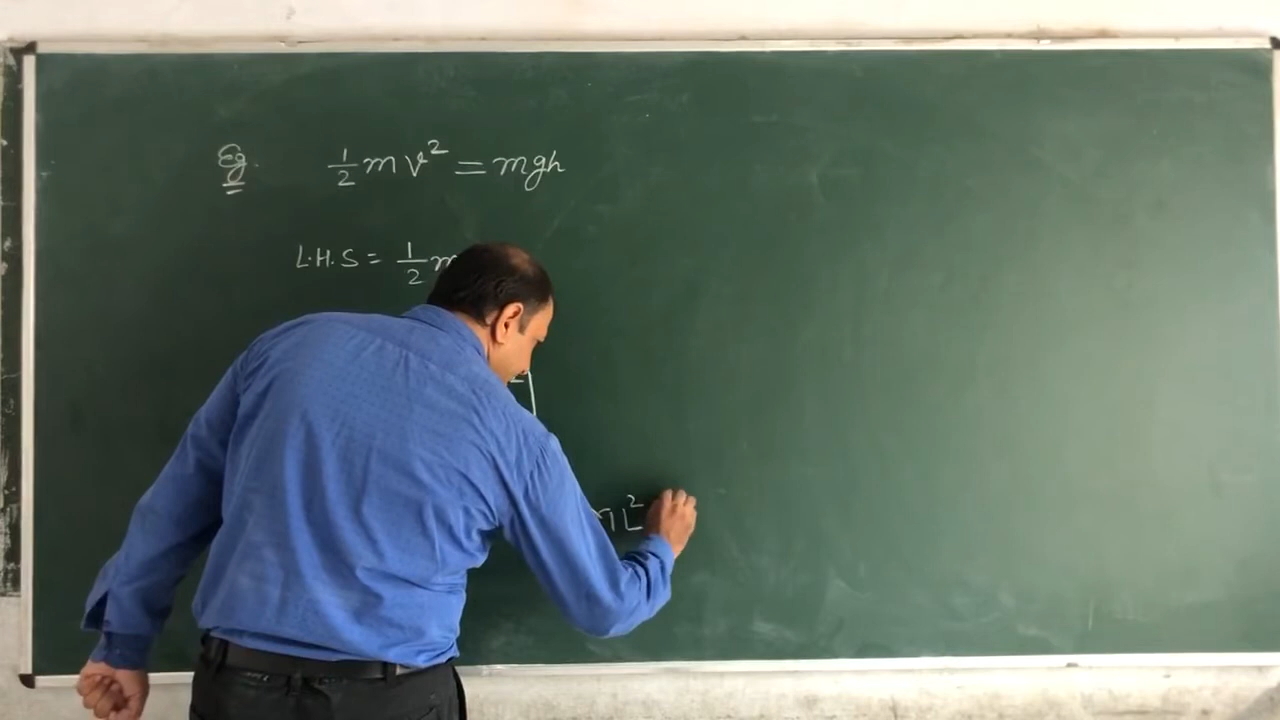 Eg. ½ m v² = mgh
L.H.S = ½ m
L²